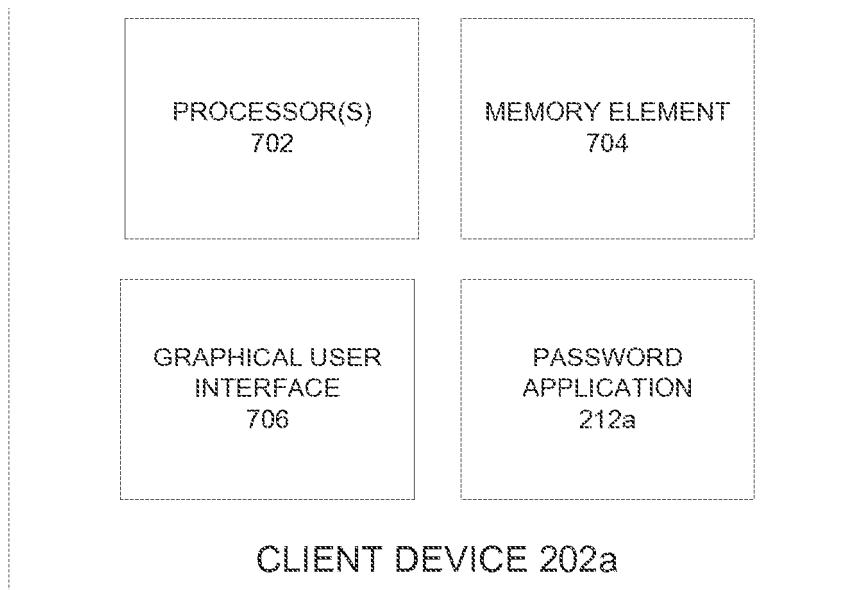 PROCESSOR(S)
702
MEMORY ELEMENT
704
GRAPHICAL USER
INTERFACE
706
PASSWORD
APPLICATION
212a
CLIENT DEVICE 202a